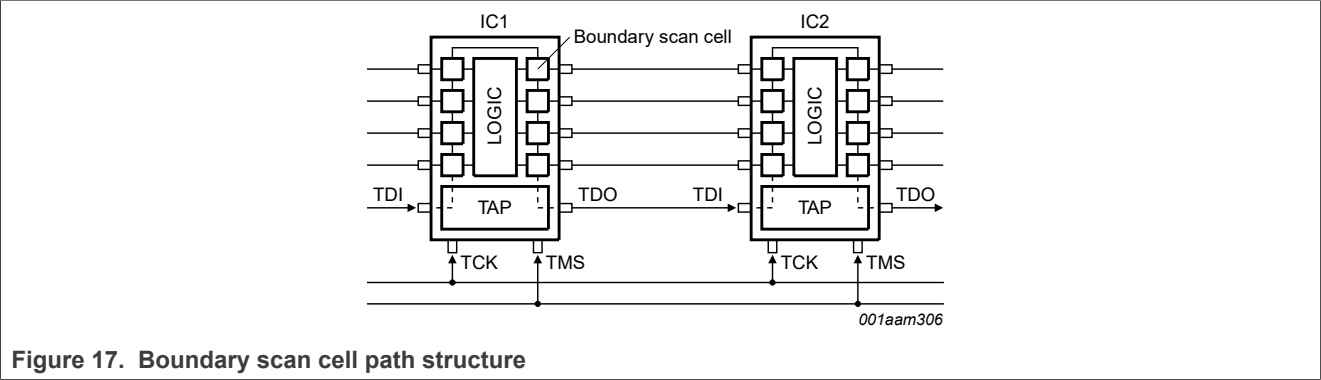 IC1
IC2
Boundary scan cell
LOGIC
LOGIC
TDI
TAP
TDO
TDI
TAP
TDO
TCK
TMS
TCK
TMS
001aam306
Figure 17. Boundary scan cell path structure